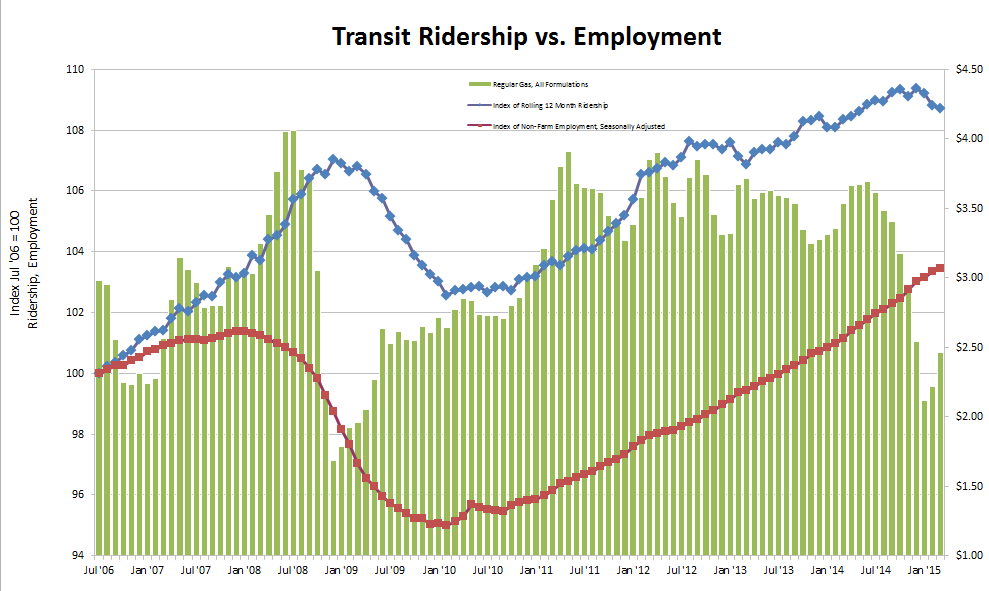 Transit Ridership vs. Employment
Regular Gas, All Formulations
Index of Rolling 12 Month Ridership
Index of Non-Farm Employment, Seasonally Adjusted
Index Jul '06 = 100
Ridership, Employment
110
108
106
104
102
100
98
96
94
$4.50
$4.00
$3.50
$3.00
$2.50
$2.00
$1.50
$1.00
Jul '06 Jan '07 Jul '07 Jan '08 Jul '08 Jan '09 Jul '09 Jan '10 Jul '10 Jan '11 Jul '11 Jan '12 Jul '12 Jan '13 Jul '13 Jan '14 Jul '14 Jan '15